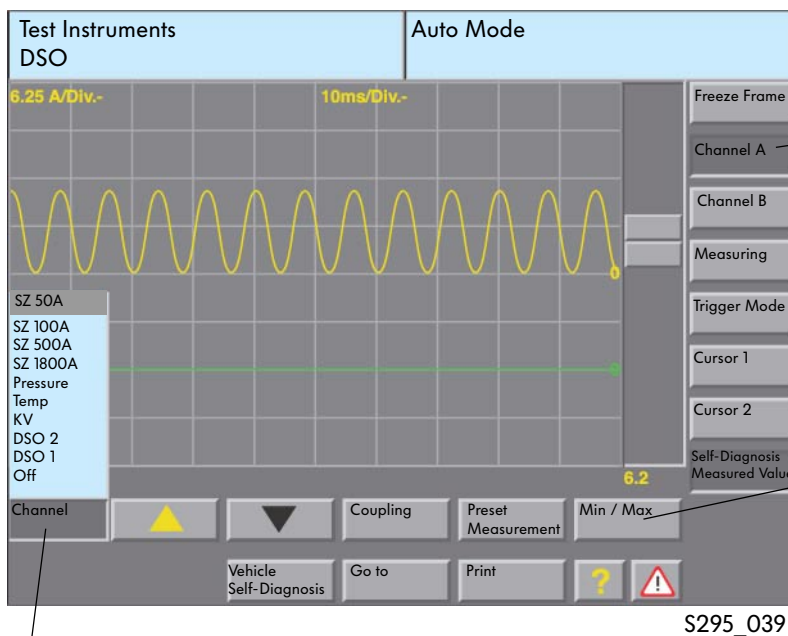 Test Instruments
DSO
Auto Mode
6.25 A/Div.-
10ms/Div.-
Freeze Frame
Channel A
Channel B
Measuring
Trigger Mode
Cursor 1
Cursor 2
Self-Diagnosis
Measured Value
0
0
6.2
SZ 50A
SZ 100A
SZ 500A
SZ 1800A
Pressure
Temp
KV
DSO 2
DSO 1
Off
Channel
Coupling
Preset
Measurement
Min / Max
Vehicle
Self-Diagnosis
Go to
Print
?
!
S295_039